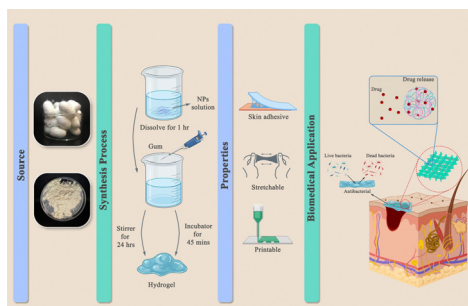 Source
Synthesis Process
NPs
solution
Dissolve for 1 hr
Gum
Stirrer
for
24 hrs
Incubator
for
45 mins
Hydrogel
Properties
Skin adhesive
Stretchable
Printable
Biomedical Application
Drug release
Drug
Live bacteria
Dead bacteria
Antibacterial